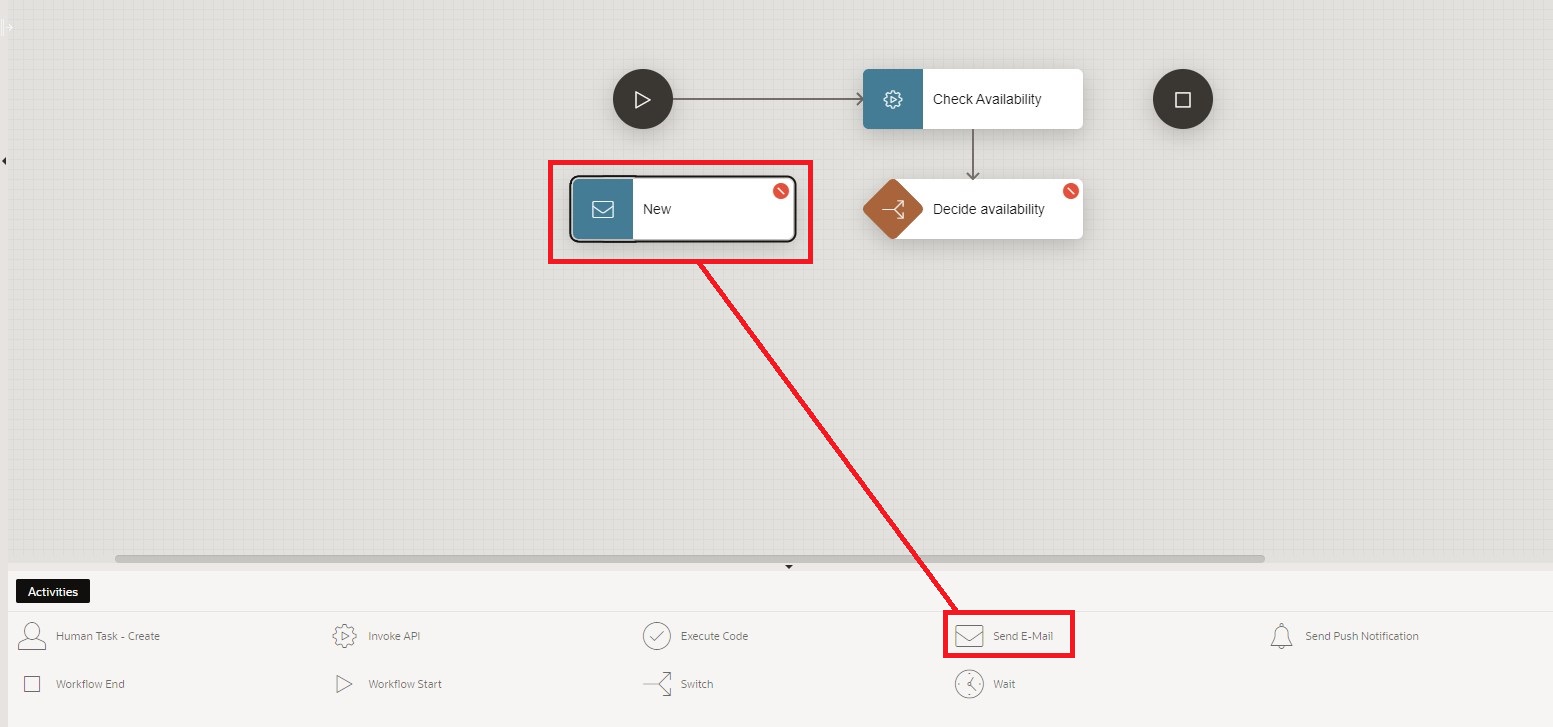 Check Availability
New
Decide availability
Activities
Human Task - Create
Invoke API
Execute Code
Send E-Mail
Send Push Notification
Workflow End
Workflow Start
Switch
Wait